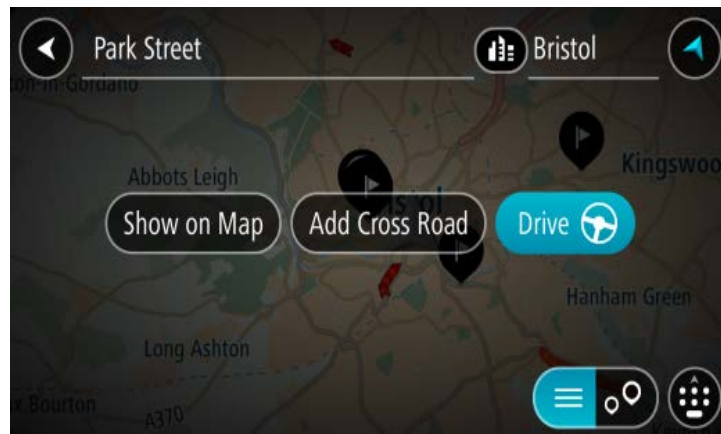 Park Street
Bristol
ton-in-Gordano
Abbots Leigh
Kingswoo
Show on Map
Add Cross Road
Drive
Hanham Green
Long Ashton
x Bourton
A370